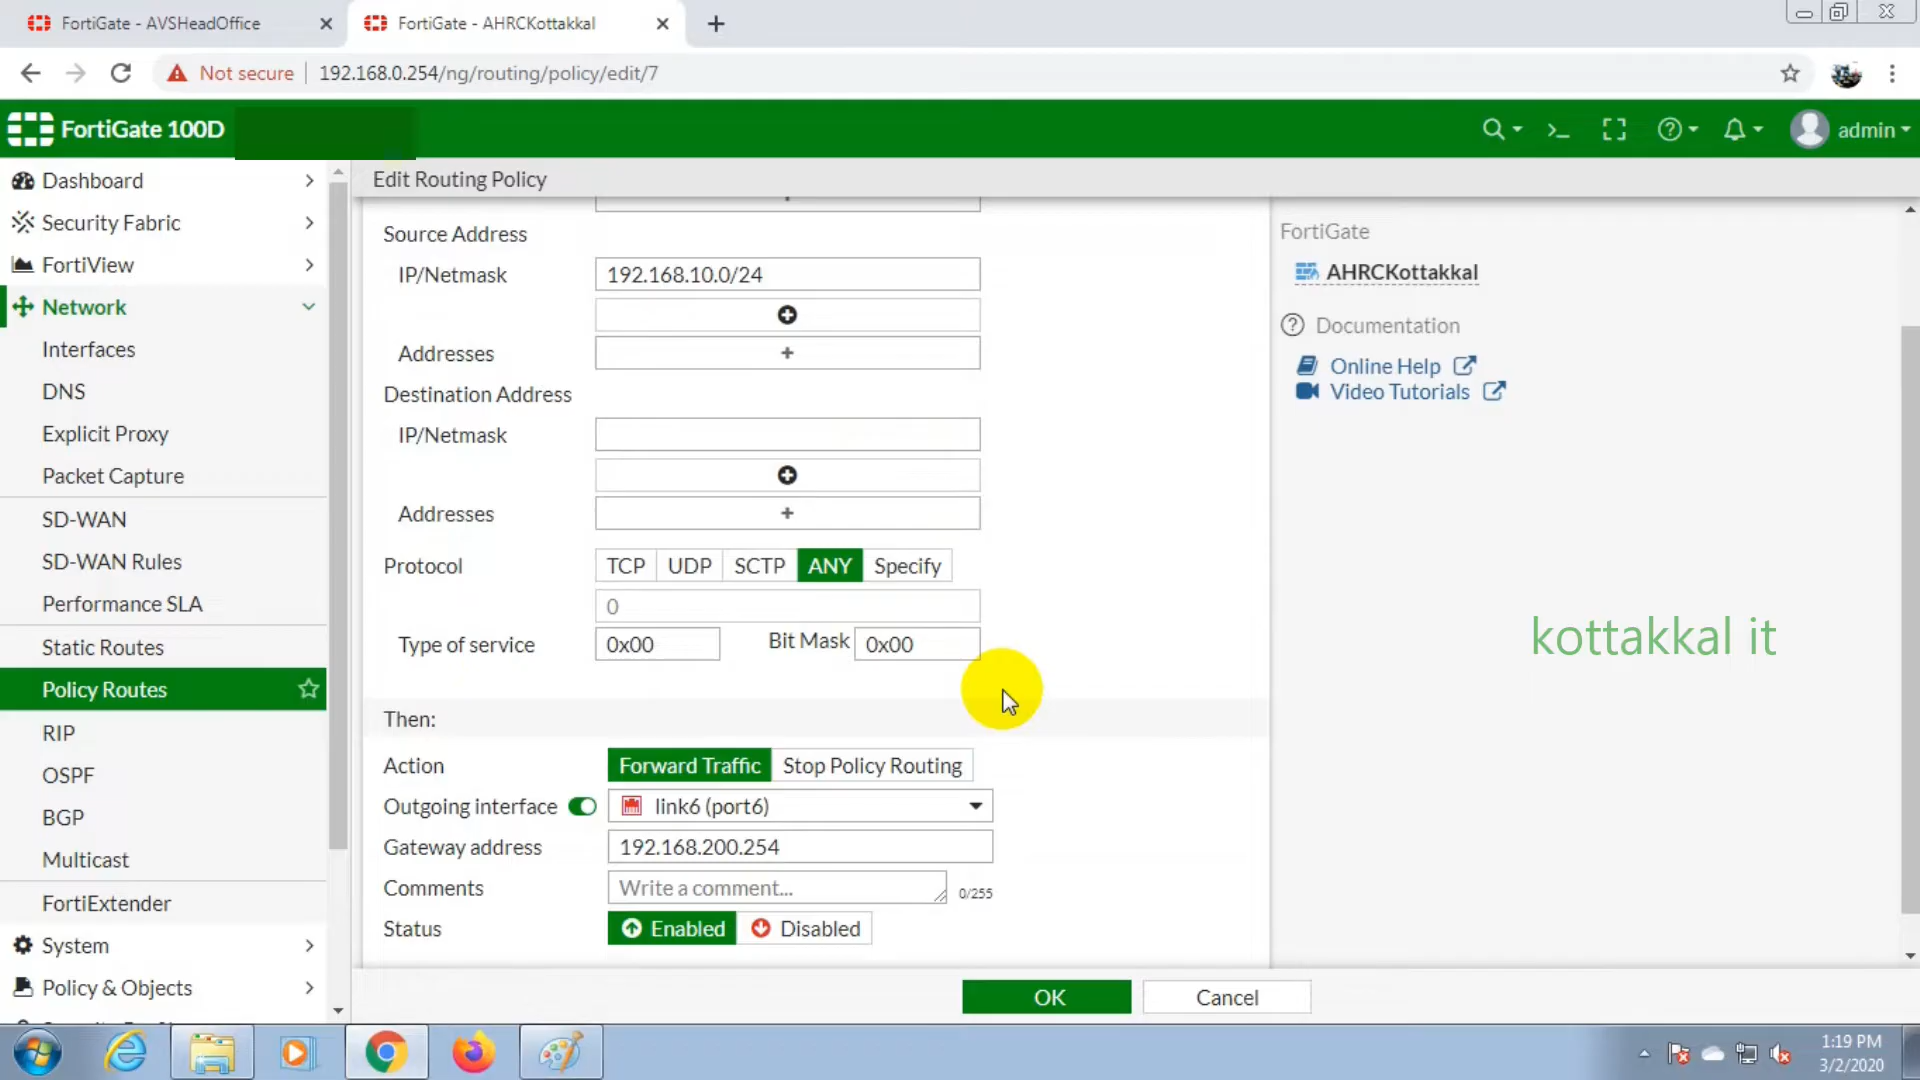 FortiGate - AVSHeadOffice
FortiGate - AHRCKottakkal
Not secure
192.168.0.254/ng/routing/policy/edit/7
FortiGate 100D
admin
Dashboard
Security Fabric
FortiView
Network
Interfaces
DNS
Explicit Proxy
Packet Capture
SD-WAN
SD-WAN Rules
Performance SLA
Static Routes
Policy Routes
RIP
OSPF
BGP
Multicast
FortiExtender
System
Policy & Objects
Edit Routing Policy
Source Address
IP/Netmask 192.168.10.0/24
Addresses
Destination Address
IP/Netmask
Addresses
Protocol TCP UDP SCTP ANY Specify
0
Type of service 0x00 Bit Mask 0x00
Then:
Action Forward Traffic Stop Policy Routing
Outgoing interface link6 (port6)
Gateway address 192.168.200.254
Comments Write a comment... 0/255
Status Enabled Disabled
OK Cancel
FortiGate
AHRCKottakkal
Documentation
Online Help
Video Tutorials
kottakkal it
1:19 PM
3/2/2020